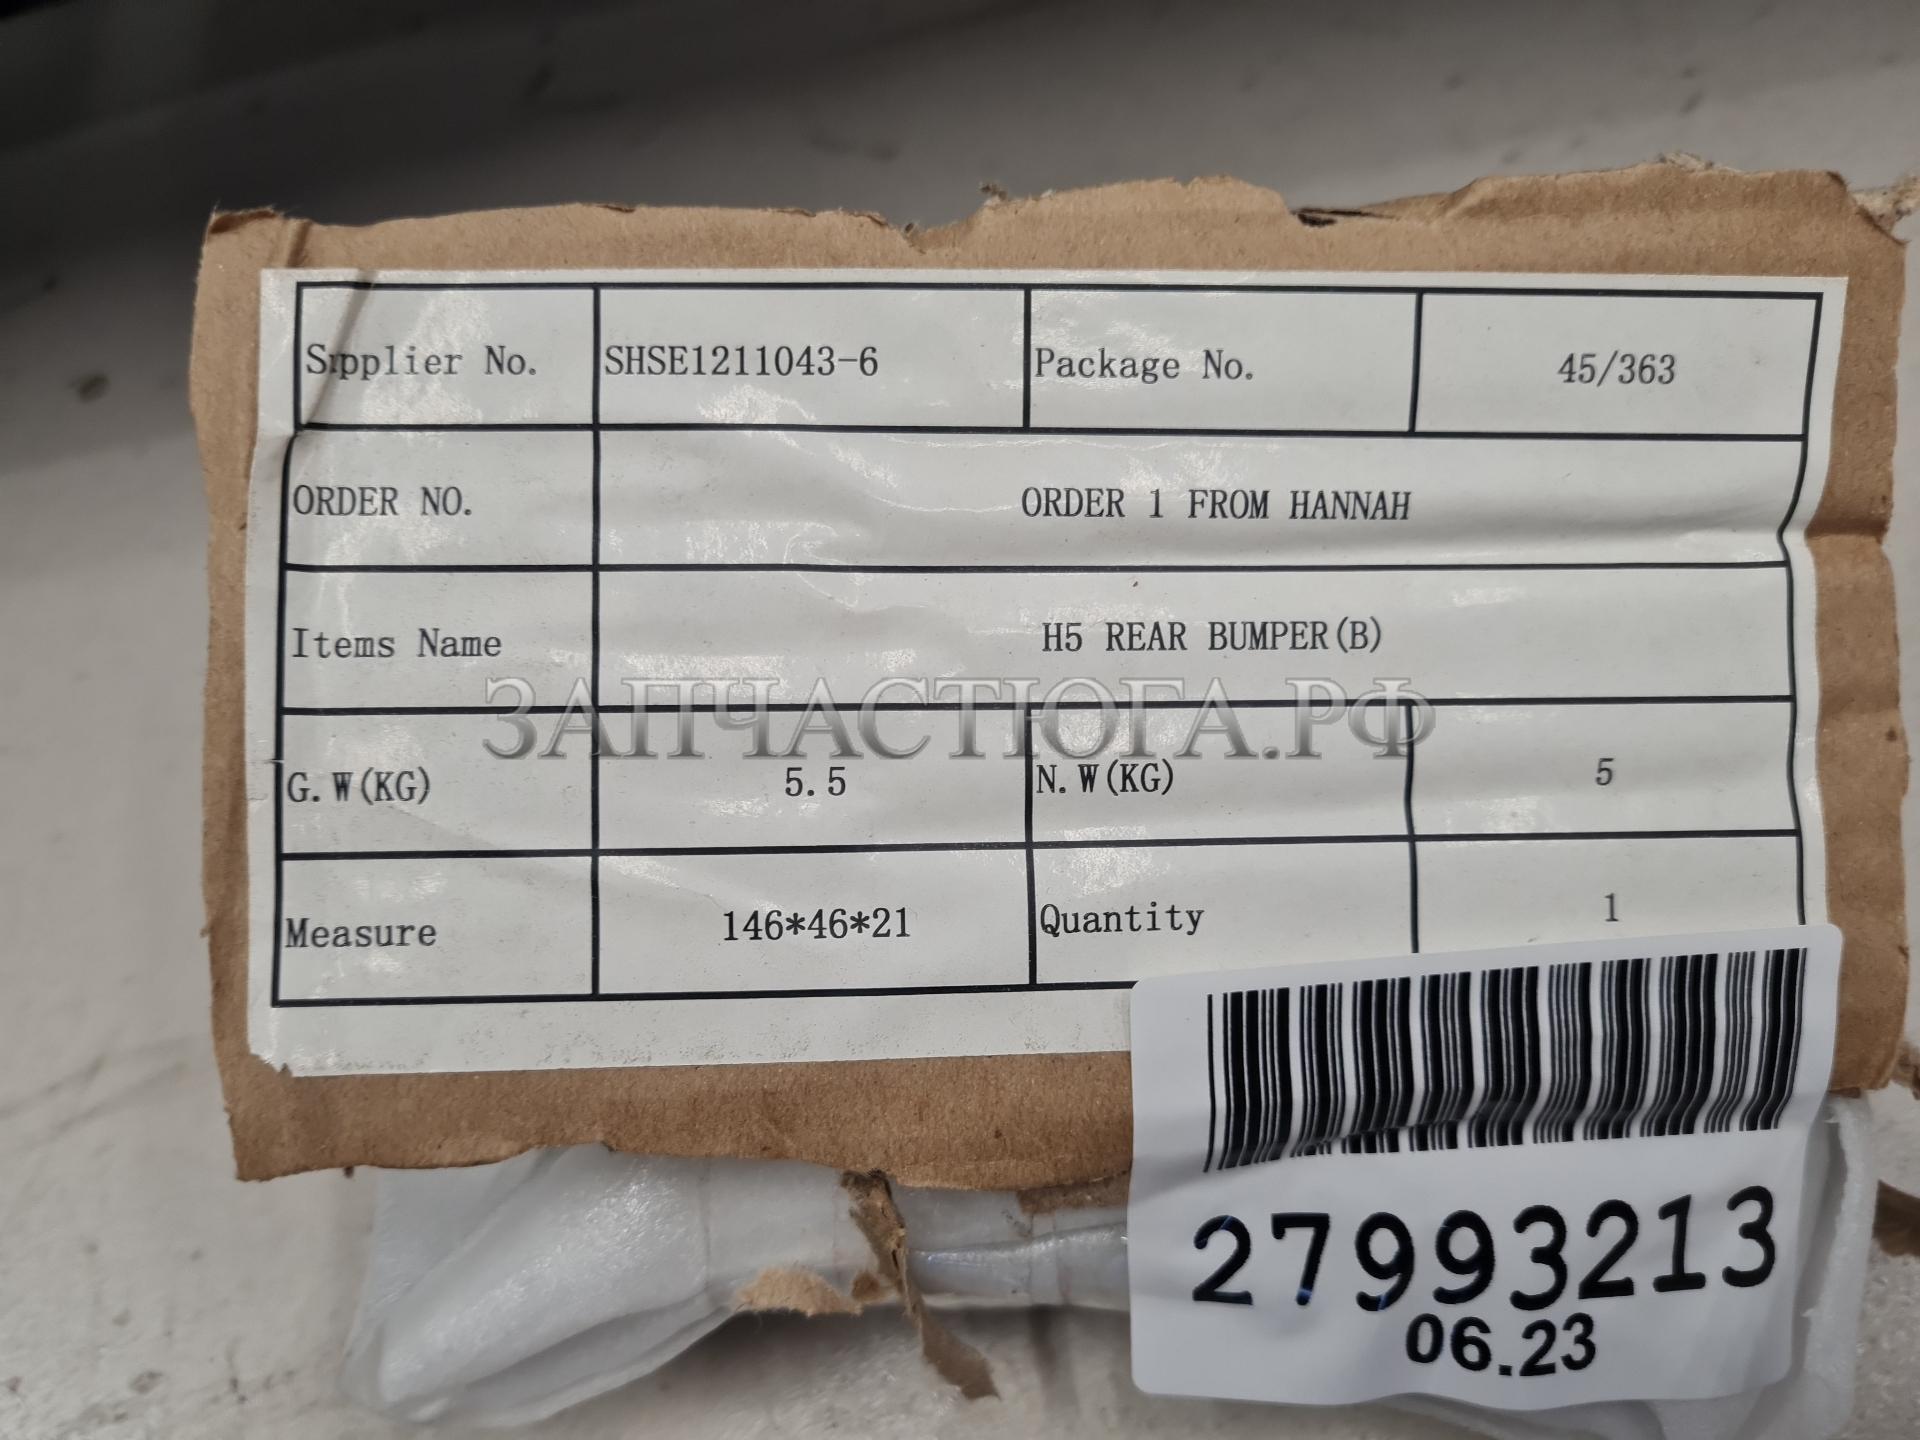 Supplier No. SHSE1211043-6 Package No. 45/363
ORDER NO. ORDER 1 FROM HANNAH
Items Name H5 REAR BUMPER(B)
ЗАПЧАСТЮГА.РФ
G.W(KG) 5.5 N.W(KG) 5
Measure 146*46*21 Quantity 1
27993213
06.23